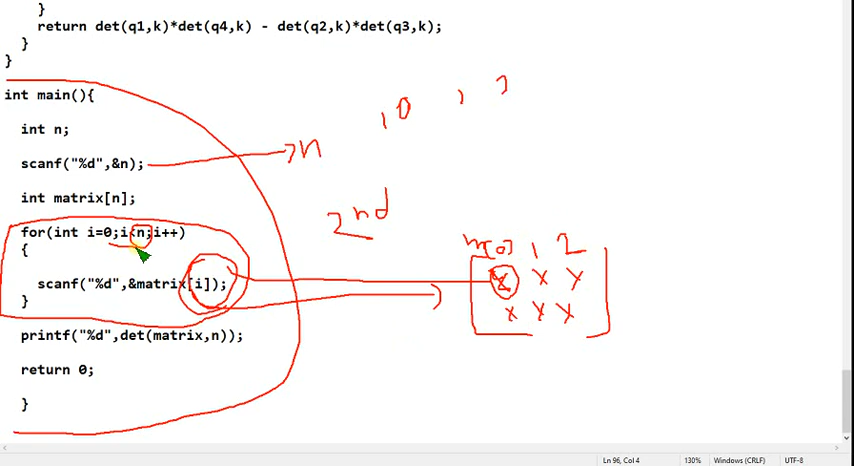 }
return det(q1,k)*det(q4,k) - det(q2,k)*det(q3,k);
}
}
int main(){
int n;
scanf("%d",&n);
n
int matrix[n];
2nd
for(int i=0;i<n;i++)
{
m[0] 1 2
scanf("%d",&matrix[i]);
x x y
}
x y x
printf("%d",det(matrix,n));
return 0;
}
Ln 96, Col 4 130% Windows (CRLF) UTF-8